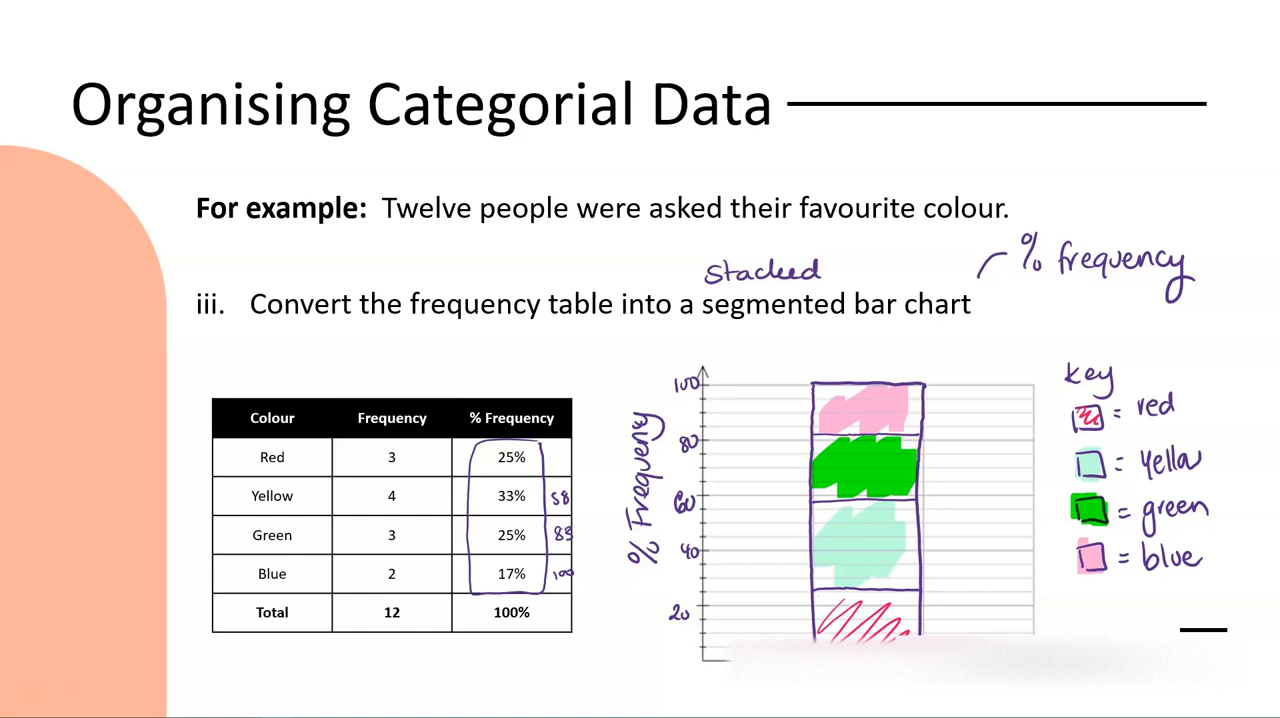 Organising Categorial Data
For example: Twelve people were asked their favourite colour.
stacked
% frequency
iii. Convert the frequency table into a segmented bar chart
Colour Frequency % Frequency
Red 3 25%
Yellow 4 33% 58
Green 3 25% 83
Blue 2 17% 100
Total 12 100%
% Frequency
100
80
60
40
20
key
= red
= yellow
= green
= blue